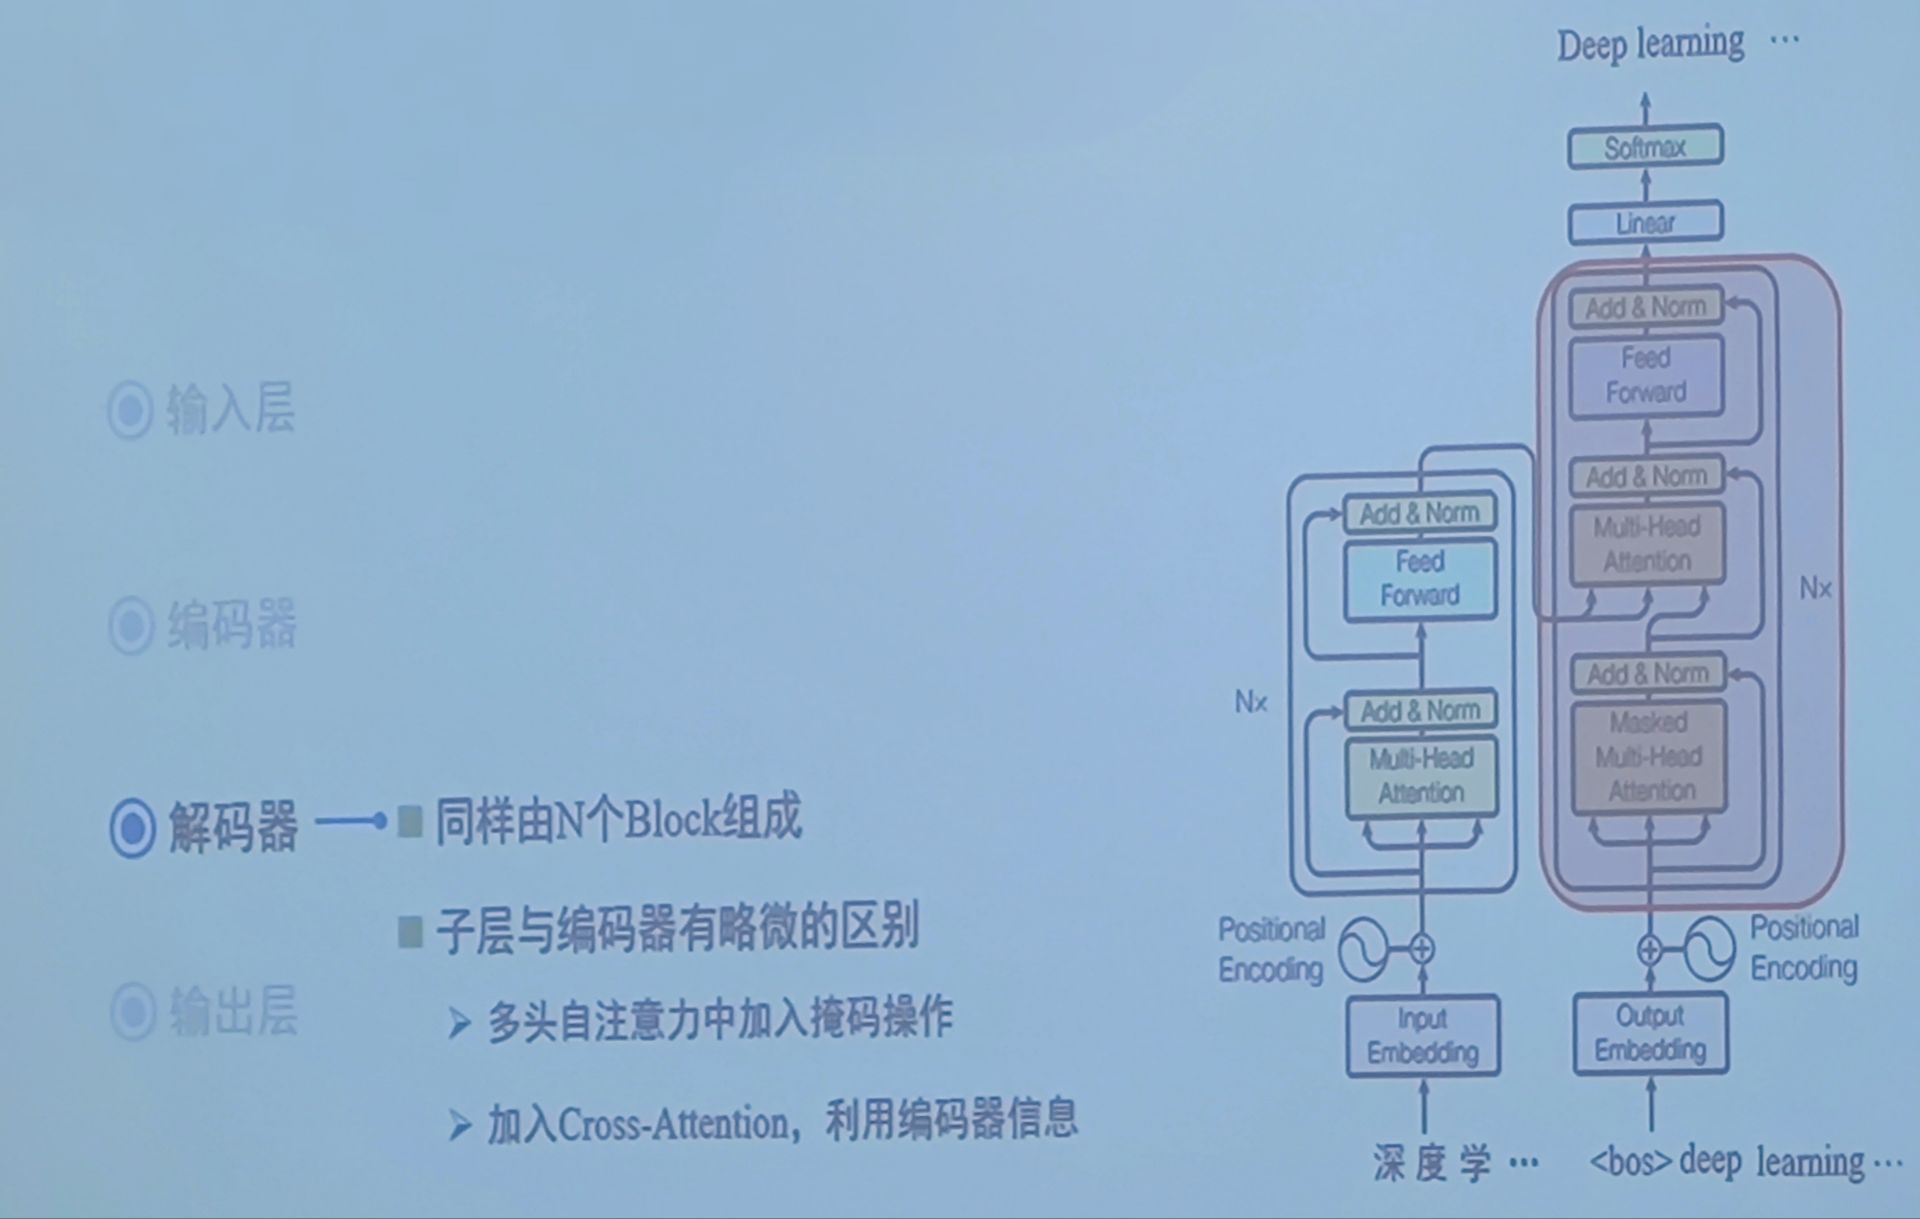 输入层
编码器
解码器
同样由N个Block组成
子层与编码器有略微的区别
多头自注意力中加入掩码操作
加入Cross-Attention，利用编码器信息
输出层
Deep learning ···
Softmax
Linear
Add & Norm
Feed
Forward
Add & Norm
Multi-Head
Attention
Nx
Add & Norm
Masked
Multi-Head
Attention
Add & Norm
Feed
Forward
Nx
Add & Norm
Multi-Head
Attention
Positional
Encoding
Positional
Encoding
Input
Embedding
Output
Embedding
深 度 学 ···
<bos> deep learning ···